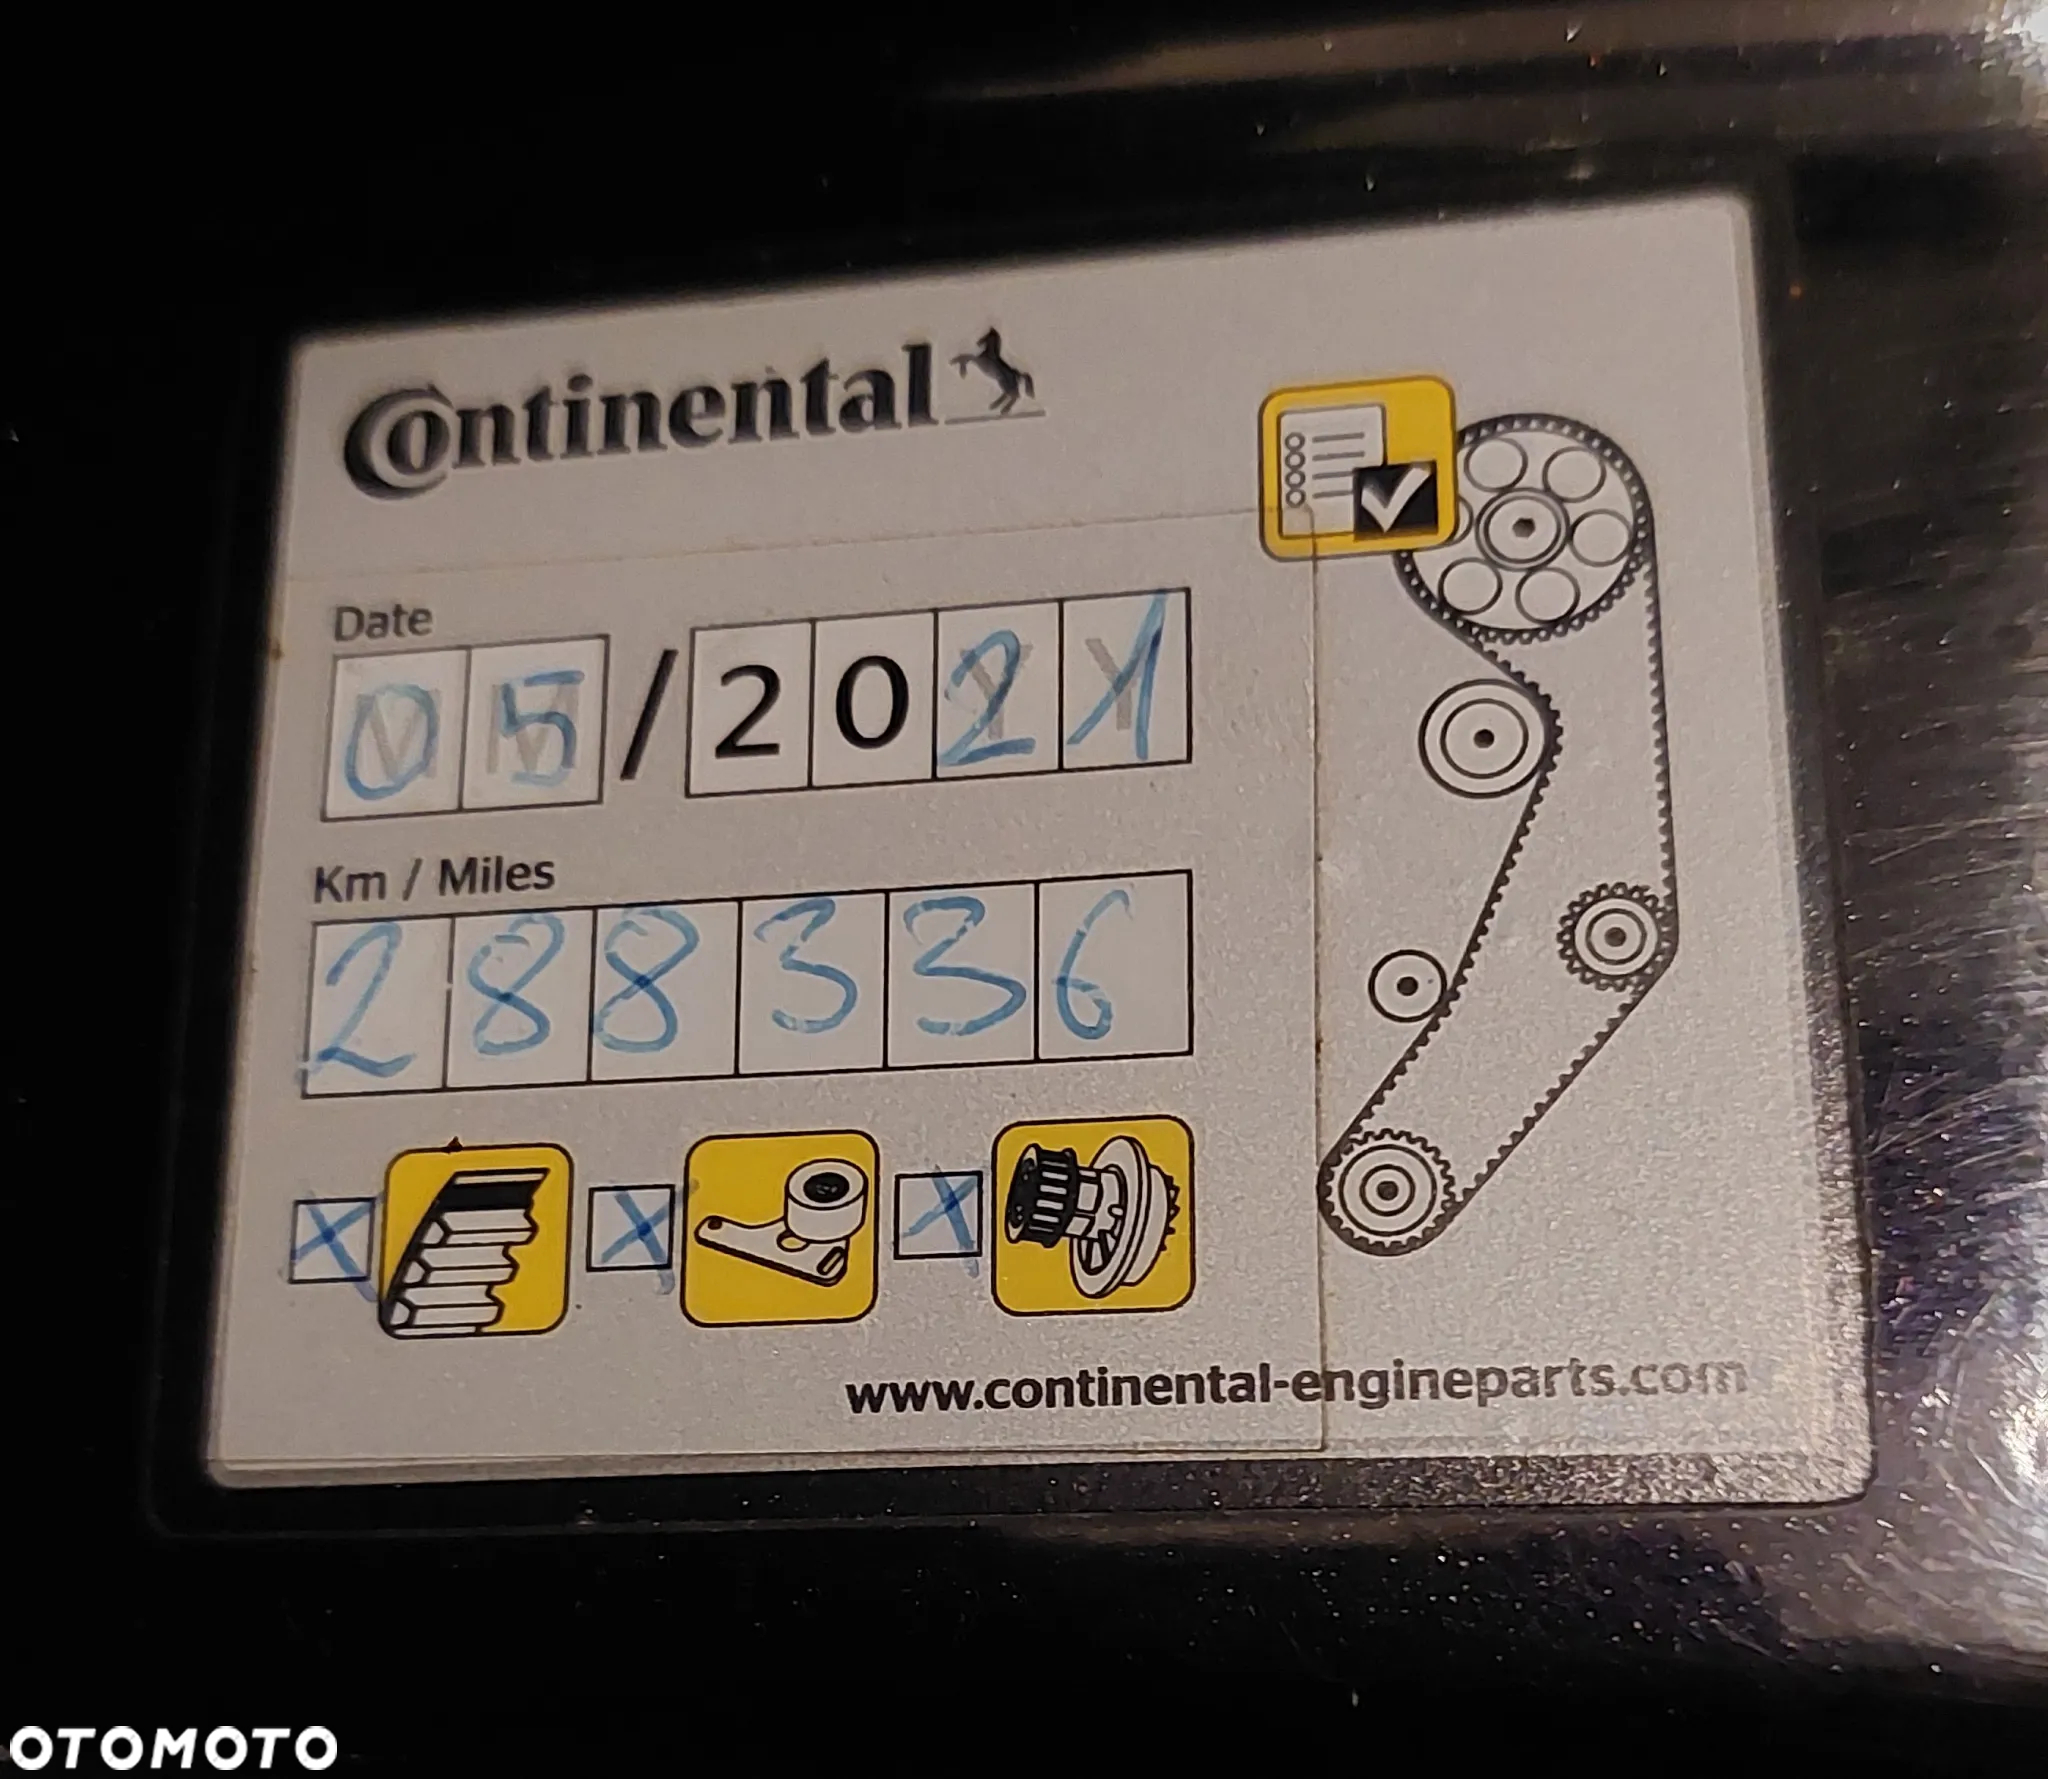 Continental
Date
05/2021
Km / Miles
288336
www.continental-engineparts.com
OTOMOTO